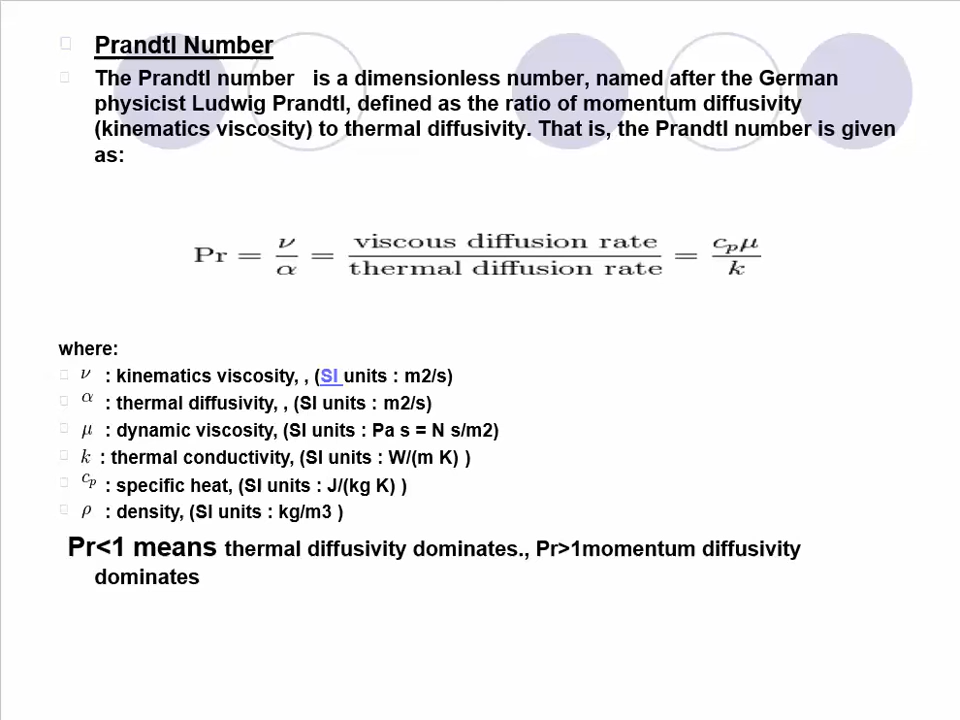 Prandtl Number
The Prandtl number is a dimensionless number, named after the German
physicist Ludwig Prandtl, defined as the ratio of momentum diffusivity
(kinematics viscosity) to thermal diffusivity. That is, the Prandtl number is given
as:
Pr = ν/α = viscous diffusion rate/thermal diffusion rate = c_p μ/k
where:
ν : kinematics viscosity, , (SI units : m2/s)
α : thermal diffusivity, , (SI units : m2/s)
μ : dynamic viscosity, (SI units : Pa s = N s/m2)
k : thermal conductivity, (SI units : W/(m K) )
c_p : specific heat, (SI units : J/(kg K) )
ρ : density, (SI units : kg/m3 )
Pr<1 means thermal diffusivity dominates., Pr>1momentum diffusivity
dominates